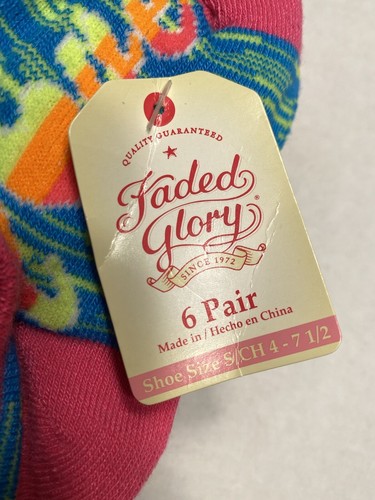 QUALITY GUARANTEED
Faded
Glory®
SINCE 1972
6 Pair
Made in / Hecho en China
Shoe Size S/CH 4 - 7 1/2